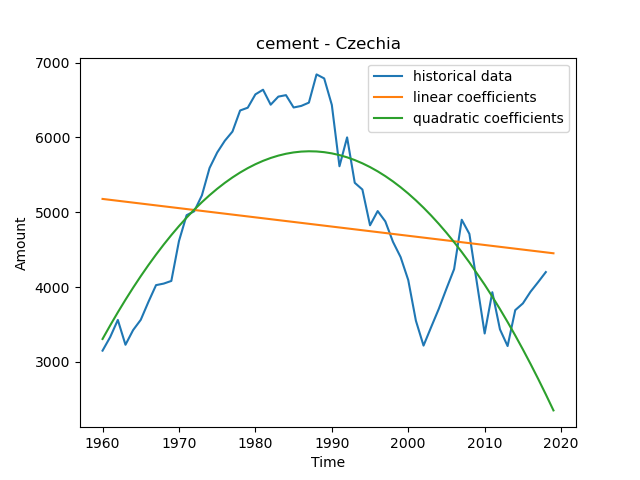 cement - Czechia
historical data
linear coefficients
quadratic coefficients
7000
6000
5000
4000
3000
Amount
1960 1970 1980 1990 2000 2010 2020
Time